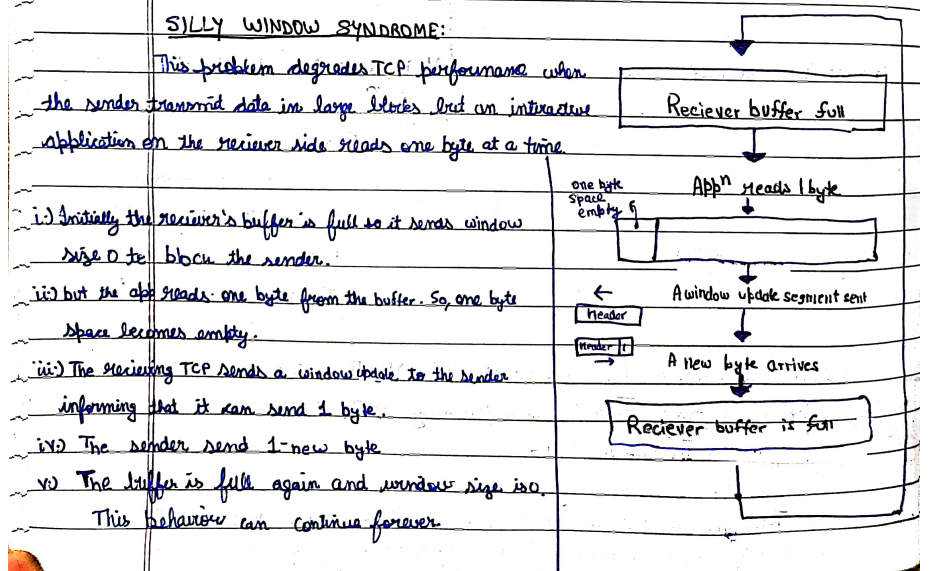 SILLY WINDOW SYNDROME:
This problem degrades TCP performance when
the sender transmid data in large blocks but an interactive
application on the reciever side reads one byte at a time.
i.) Initially the reciever's buffer is full so it sends window
size 0 to block the sender.
ii.) but the app reads one byte from the buffer. So, one byte
space becomes empty.
iii.) The recieving TCP sends a window update to the sender
informing that it can send 1 byte.
iv.) The sender send 1-new byte
v.) The buffer is full again and window size is 0.
This behaviour can continue forever
Reciever buffer full
Appⁿ reads 1 byte
one byte
space
empty
A window update segment sent
Header
Header 1
A new byte arrives
Reciever buffer is full